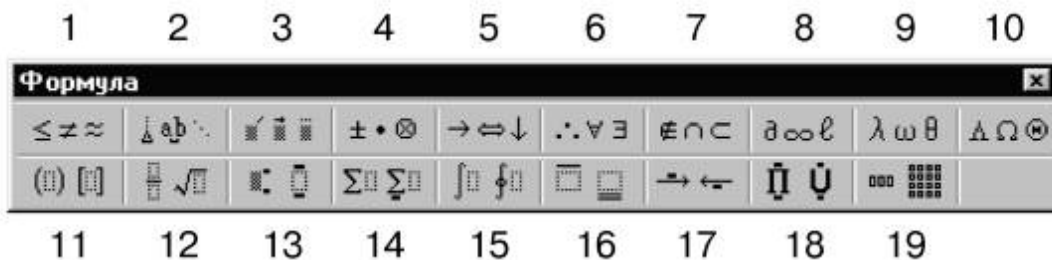 1 2 3 4 5 6 7 8 9 10
Формула
≤ ≠ ≈ ab ± • ⊗ → ⇔ ↓ ∴ ∀ ∃ ∉ ∩ ⊂ ∂ ∞ ℓ λ ω θ Λ Ω Θ
() [] √ Σ Σ ∫ ∮ → ← Π Ụ
11 12 13 14 15 16 17 18 19